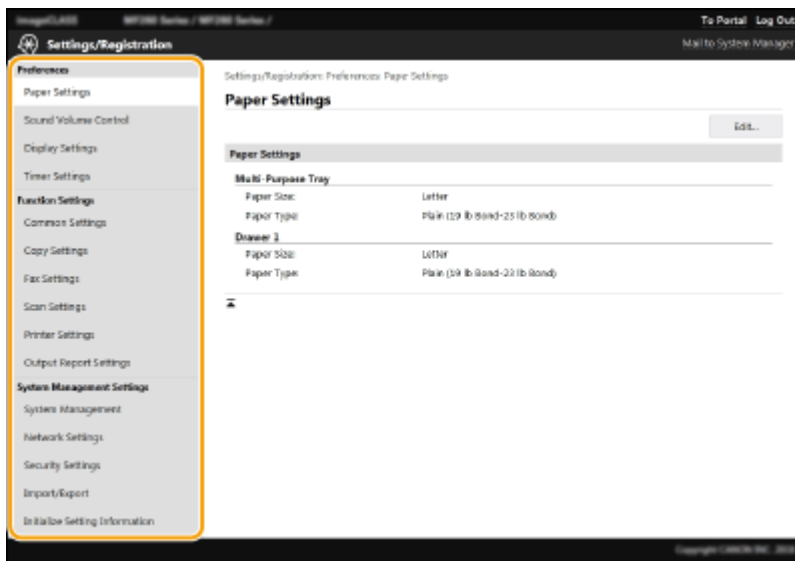 To Portal Log Out
Settings/Registration
Mail to System Manager
Preferences
Paper Settings
Sound Volume Control
Display Settings
Timer Settings
Function Settings
Common Settings
Copy Settings
Fax Settings
Scan Settings
Printer Settings
Output Report Settings
System Management Settings
System Management
Network Settings
Security Settings
Import/Export
Initialize Setting Information
Settings/Registration: Preferences: Paper Settings
Paper Settings
Edit...
Paper Settings
Multi-Purpose Tray
Paper Size: Letter
Paper Type: Plain (19 lb Bond-23 lb Bond)
Drawer 1
Paper Size: Letter
Paper Type: Plain (19 lb Bond-23 lb Bond)
Copyright CANON INC.